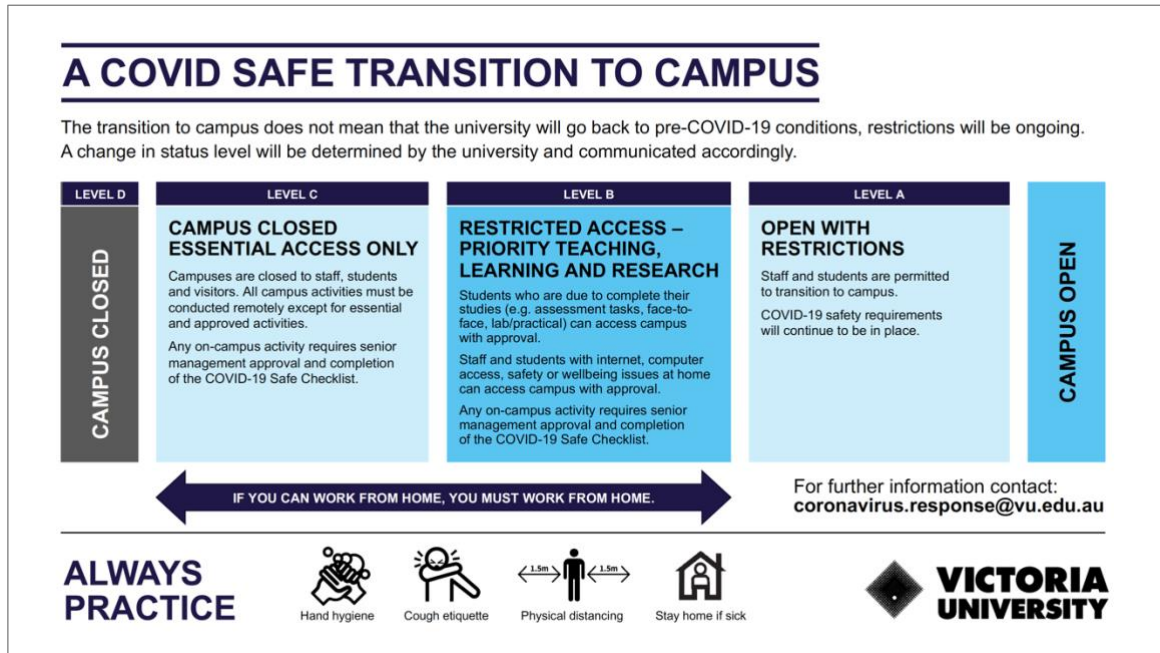 A COVID SAFE TRANSITION TO CAMPUS
The transition to campus does not mean that the university will go back to pre-COVID-19 conditions, restrictions will be ongoing.
A change in status level will be determined by the university and communicated accordingly.
LEVEL D
CAMPUS CLOSED
LEVEL C
CAMPUS CLOSED
ESSENTIAL ACCESS ONLY
Campuses are closed to staff, students
and visitors. All campus activities must be
conducted remotely except for essential
and approved activities.
Any on-campus activity requires senior
management approval and completion
of the COVID-19 Safe Checklist.
LEVEL B
RESTRICTED ACCESS –
PRIORITY TEACHING,
LEARNING AND RESEARCH
Students who are due to complete their
studies (e.g. assessment tasks, face-to-
face, lab/practical) can access campus
with approval.
Staff and students with internet, computer
access, safety or wellbeing issues at home
can access campus with approval.
Any on-campus activity requires senior
management approval and completion
of the COVID-19 Safe Checklist.
LEVEL A
OPEN WITH
RESTRICTIONS
Staff and students are permitted
to transition to campus.
COVID-19 safety requirements
will continue to be in place.
CAMPUS OPEN
IF YOU CAN WORK FROM HOME, YOU MUST WORK FROM HOME.
For further information contact:
coronavirus.response@vu.edu.au
ALWAYS
PRACTICE
Hand hygiene
Cough etiquette
1.5m 1.5m
Physical distancing
Stay home if sick
VICTORIA
UNIVERSITY